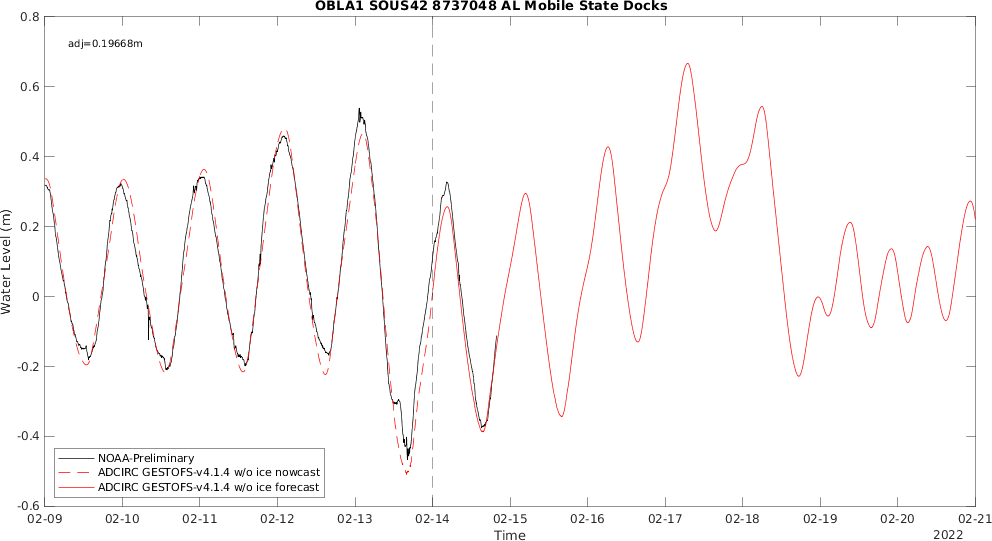 OBLA1 SOUS42 8737048 AL Mobile State Docks
adj=0.19668m
0.8
0.6
0.4
0.2
0
-0.2
-0.4
-0.6
Water Level (m)
NOAA-Preliminary
ADCIRC GESTOFS-v4.1.4 w/o ice nowcast
ADCIRC GESTOFS-v4.1.4 w/o ice forecast
02-09 02-10 02-11 02-12 02-13 02-14 02-15 02-16 02-17 02-18 02-19 02-20 02-21
Time
2022